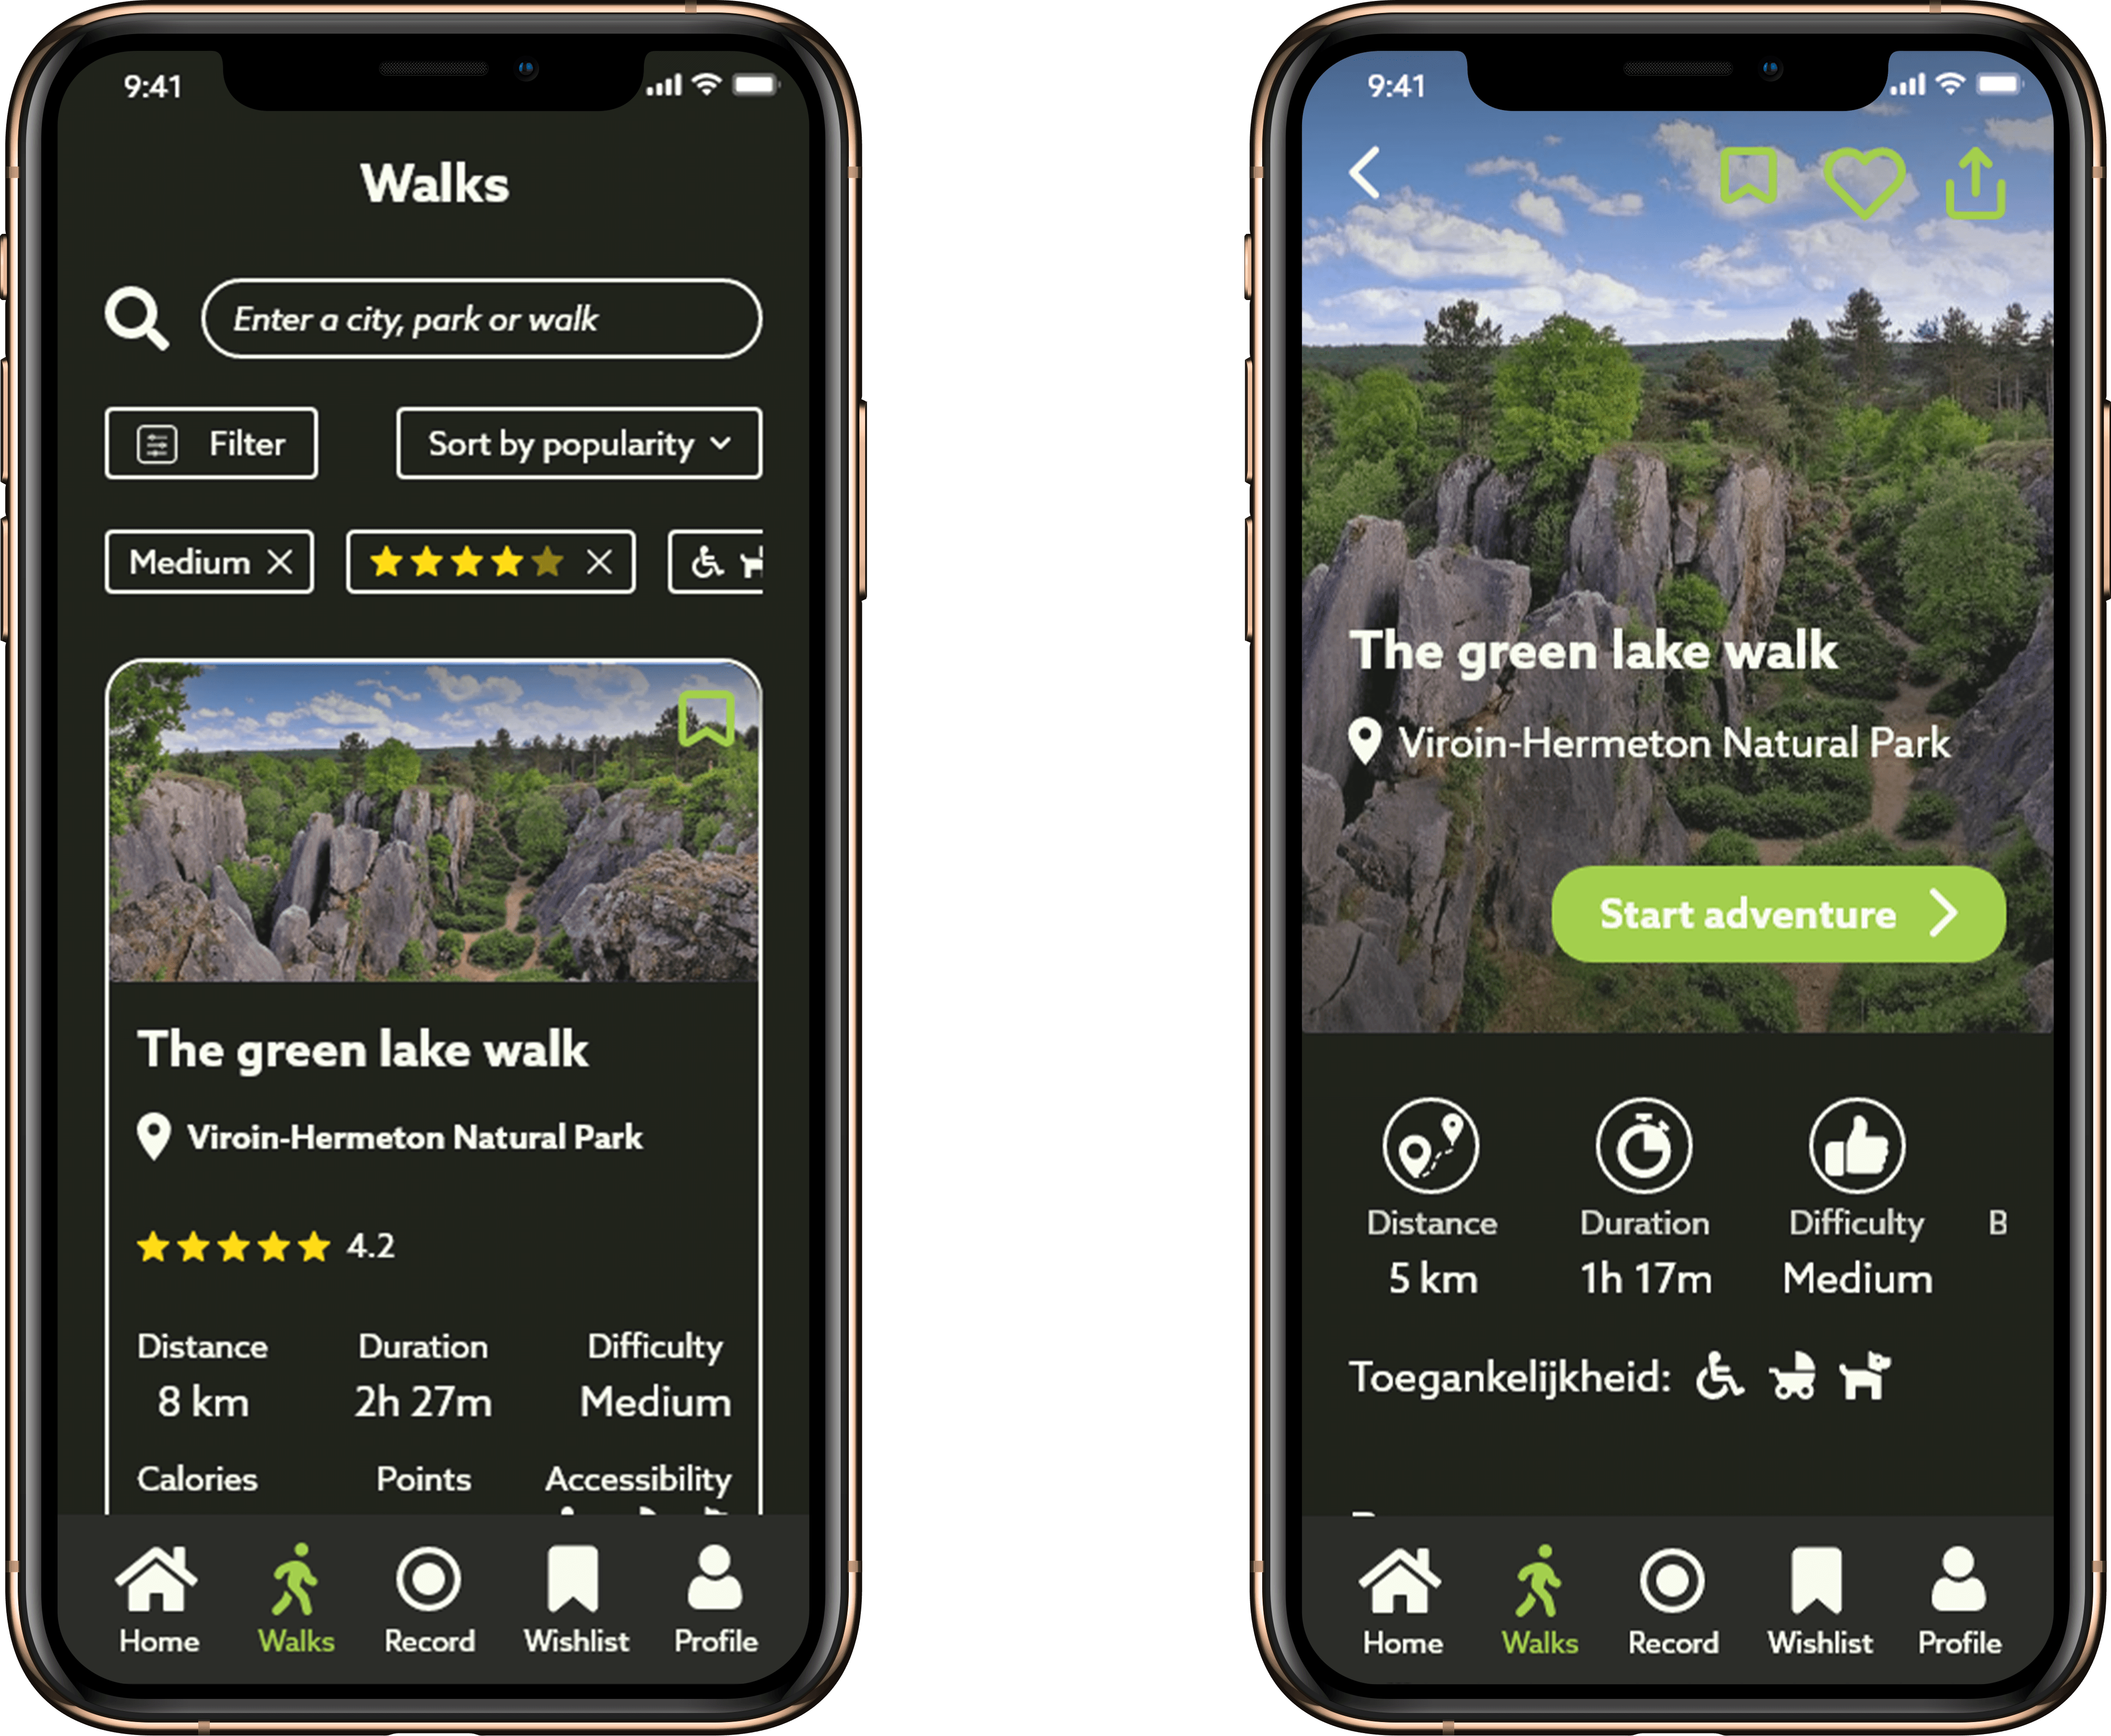 9:41
Walks
Enter a city, park or walk
Filter
Sort by popularity
Medium
The green lake walk
Viroin-Hermeton Natural Park
4.2
Distance Duration Difficulty
8 km 2h 27m Medium
Calories Points Accessibility
Home Walks Record Wishlist Profile
9:41
The green lake walk
Viroin-Hermeton Natural Park
Start adventure
Distance Duration Difficulty B
5 km 1h 17m Medium
Toegankelijkheid:
Home Walks Record Wishlist Profile